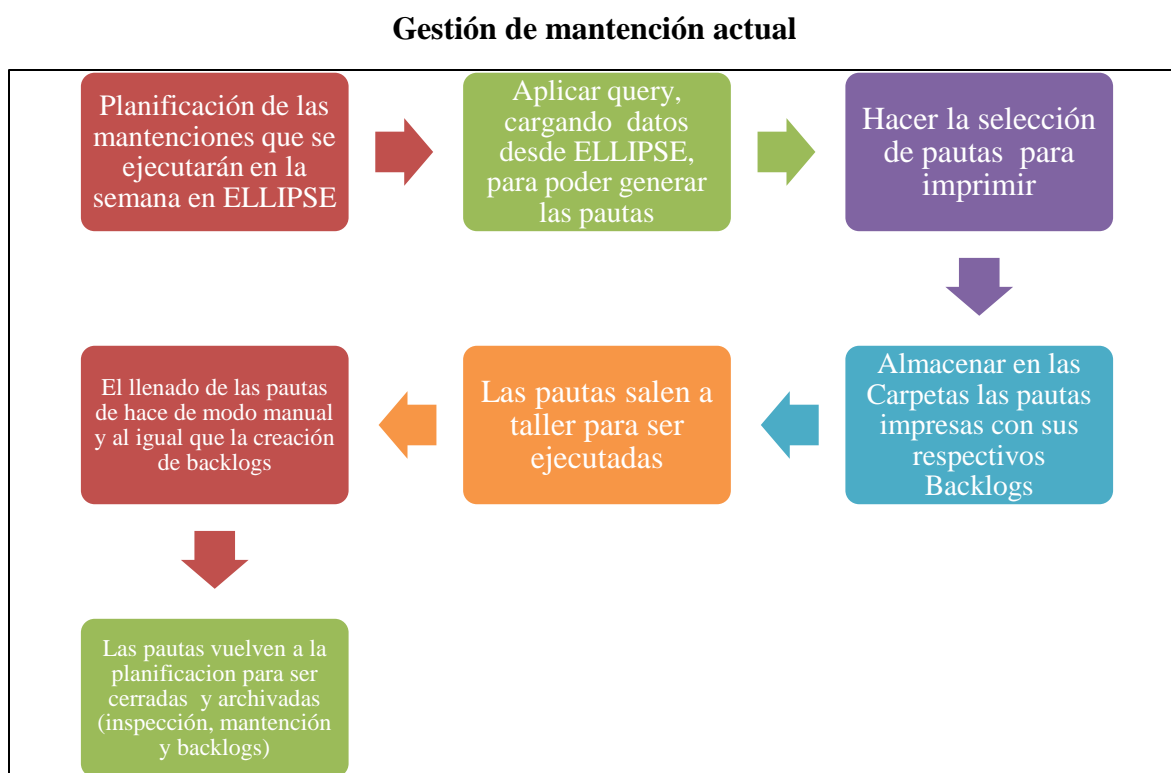 Gestión de mantención actual
Planificación de las
mantenciones que se
ejecutarán en la
semana en ELLIPSE
Aplicar query,
cargando datos
desde ELLIPSE,
para poder generar
las pautas
Hacer la selección
de pautas para
imprimir
Almacenar en las
Carpetas las pautas
impresas con sus
respectivos
Backlogs
Las pautas salen a
taller para ser
ejecutadas
El llenado de las pautas
de hace de modo manual
y al igual que la creación
de backlogs
Las pautas vuelven a la
planificacion para ser
cerradas y archivadas
(inspección, mantención
y backlogs)